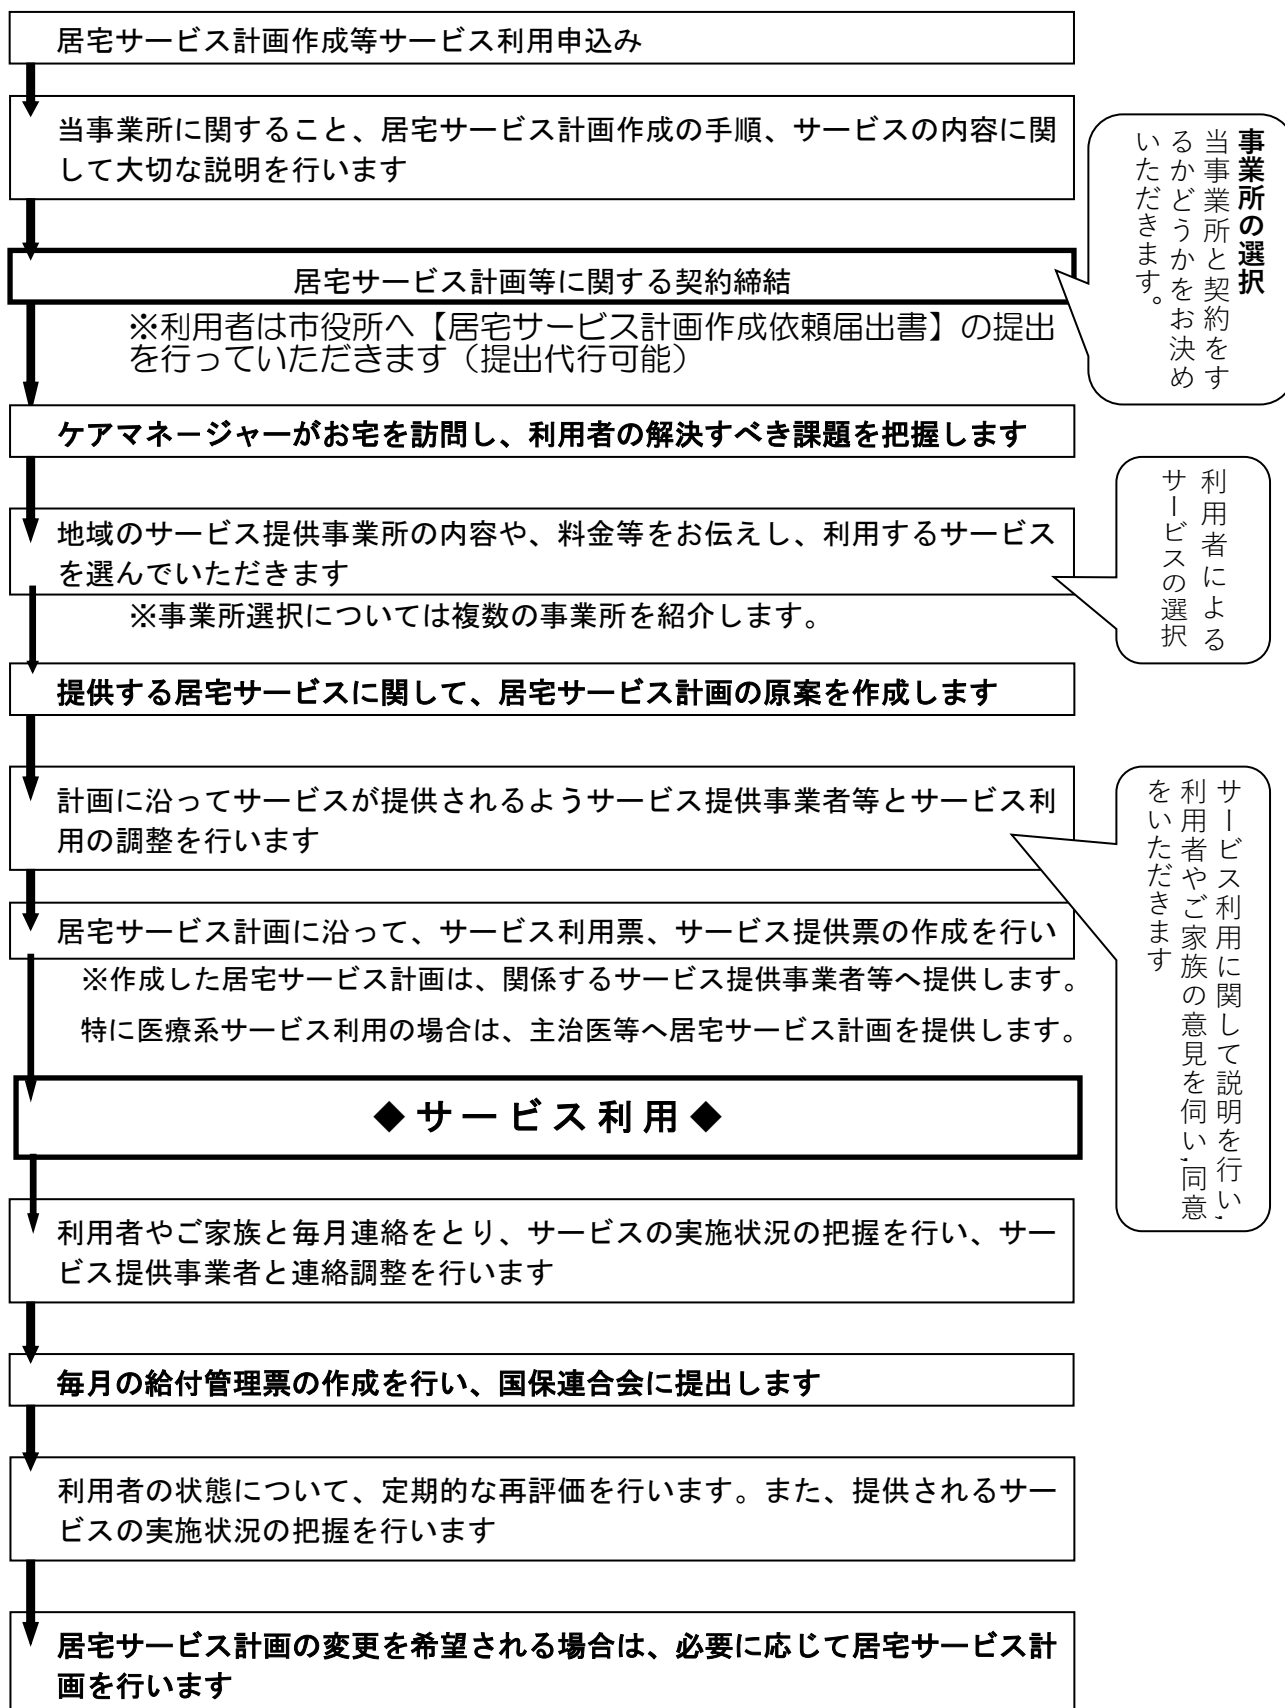 居宅サービス計画作成等サービス利用申込み
当事業所に関すること、居宅サービス計画作成の手順、サービスの内容に関
して大切な説明を行います
事業所の選択
当事業所と契約をす
るかどうかをお決め
いただきます。
居宅サービス計画等に関する契約締結
※利用者は市役所へ【居宅サービス計画作成依頼届出書】の提出
を行っていただきます（提出代行可能）
ケアマネージャーがお宅を訪問し、利用者の解決すべき課題を把握します
地域のサービス提供事業所の内容や、料金等をお伝えし、利用するサービス
を選んでいただきます
利用者による
サービスの選択
※事業所選択については複数の事業所を紹介します。
提供する居宅サービスに関して、居宅サービス計画の原案を作成します
計画に沿ってサービスが提供されるようサービス提供事業者等とサービス利
用の調整を行います
サービス利用に関して説明を行い,
利用者やご家族の意見を伺い,同意
をいただきます
居宅サービス計画に沿って、サービス利用票、サービス提供票の作成を行い
※作成した居宅サービス計画は、関係するサービス提供事業者等へ提供します。
特に医療系サービス利用の場合は、主治医等へ居宅サービス計画を提供します。
◆サービス利用◆
利用者やご家族と毎月連絡をとり、サービスの実施状況の把握を行い、サー
ビス提供事業者と連絡調整を行います
毎月の給付管理票の作成を行い、国保連合会に提出します
利用者の状態について、定期的な再評価を行います。また、提供されるサー
ビスの実施状況の把握を行います
居宅サービス計画の変更を希望される場合は、必要に応じて居宅サービス計
画を行います